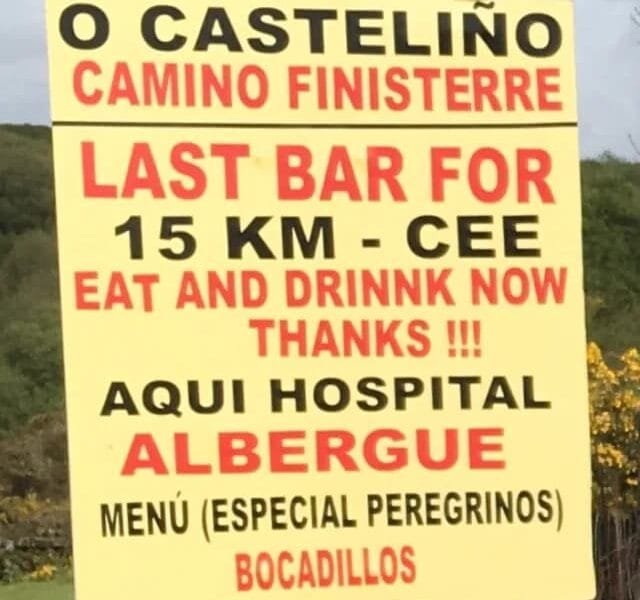 O CASTELIÑO
CAMINO FINISTERRE
LAST BAR FOR
15 KM - CEE
EAT AND DRINNK NOW
THANKS !!!
AQUI HOSPITAL
ALBERGUE
MENÚ (ESPECIAL PEREGRINOS)
BOCADILLOS